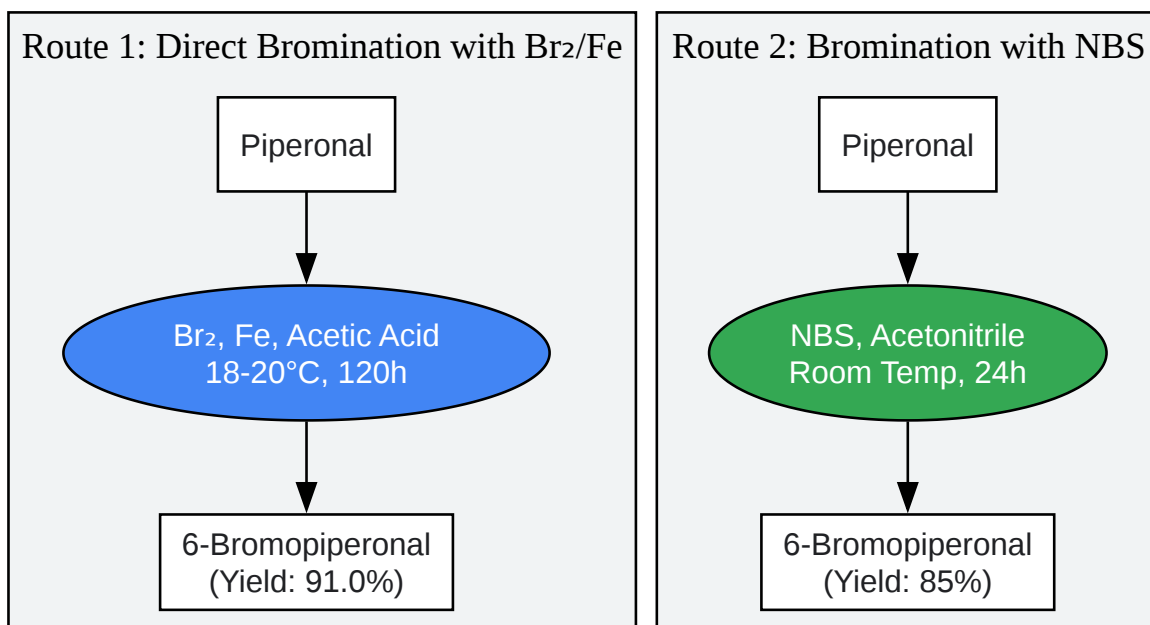 Route 1: Direct Bromination with Br₂/Fe
Piperonal
Br₂, Fe, Acetic Acid
18-20°C, 120h
6-Bromopiperonal
(Yield: 91.0%)
Route 2: Bromination with NBS
Piperonal
NBS, Acetonitrile
Room Temp, 24h
6-Bromopiperonal
(Yield: 85%)